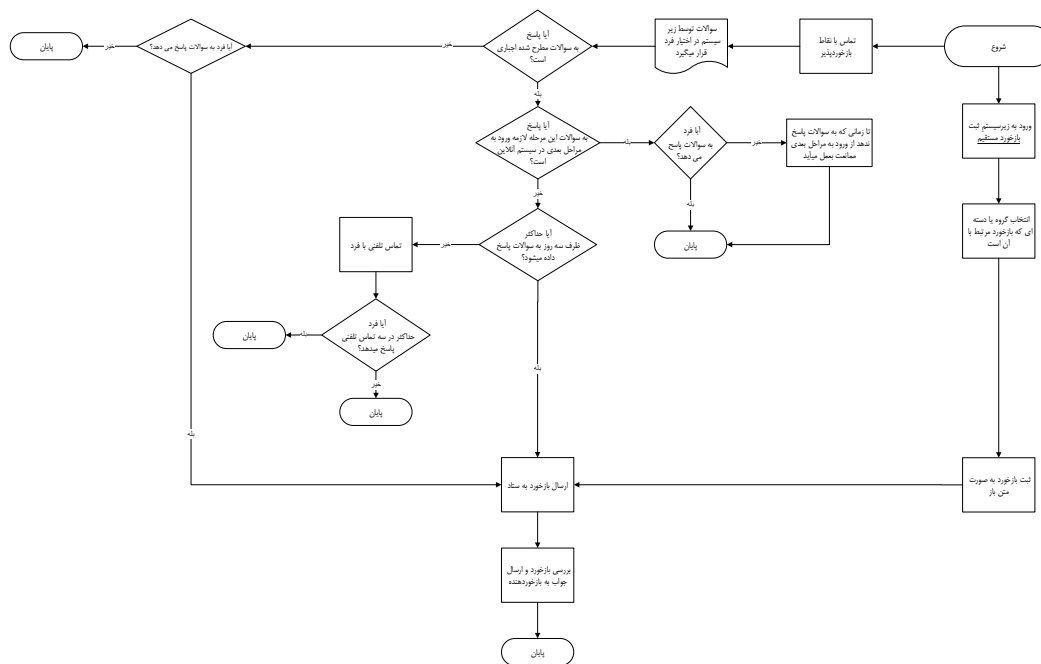 شروع
تماس با نقاط
بازخوردپذیر
سوالات توسط زیر
سیستم در اختیار فرد
قرار میگیرد
آیا پاسخ
به سوالات مطرح شده اجباری
است؟
خیر
آیا فرد به سوالات پاسخ می دهد؟
خیر
پایان
بله
ورود به زیرسیستم ثبت
بازخورد مستقیم
تا زمانی که به سوالات پاسخ
ندهد از ورود به مراحل بعدی
ممانعت بعمل میآید
خیر
آیا فرد
به سوالات پاسخ
می دهد؟
بله
آیا پاسخ
به سوالات این مرحله لازمه ورود به
مراحل بعدی در سیستم آنلاین
است؟
بله
خیر
انتخاب گروه یا دسته
ای که بازخورد مرتبط با
آن است
پایان
آیا حداکثر
ظرف سه روز به سوالات پاسخ
داده میشود؟
خیر
تماس تلفنی با فرد
آیا فرد
حداکثر در سه تماس تلفنی
پاسخ میدهد؟
بله
پایان
خیر
پایان
بله
بله
ثبت بازخورد به صورت
متن باز
ارسال بازخورد به ستاد
بررسی بازخورد و ارسال
جواب به بازخوردهنده
پایان